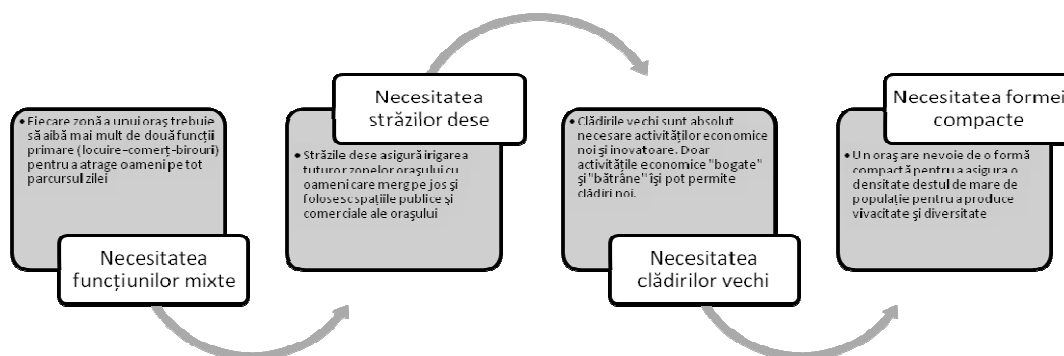 • Fiecare zonă a unui oraș trebuie
să aibă mai mult de două funcții
primare (locuire-comerț-birouri)
pentru a atrage oameni pe tot
parcursul zilei
Necesitatea
funcțiunilor mixte
Necesitatea
străzilor dese
• Străzile dese asigură irigarea
tuturor zonelor orașului cu
oameni care merg pe jos și
folosesc spațiile publice și
comerciale ale orașului
• Clădirile vechi sunt absolut
necesare activităților economice
noi și inovatoare. Doar
activitățile economice "bogate"
și "bătrâne" își pot permite
clădiri noi.
Necesitatea
clădirilor vechi
Necesitatea formei
compacte
• Un oraș are nevoie de o formă
compactă pentru a asigura o
densitate destul de mare de
populație pentru a produce
vivacitate și diversitate